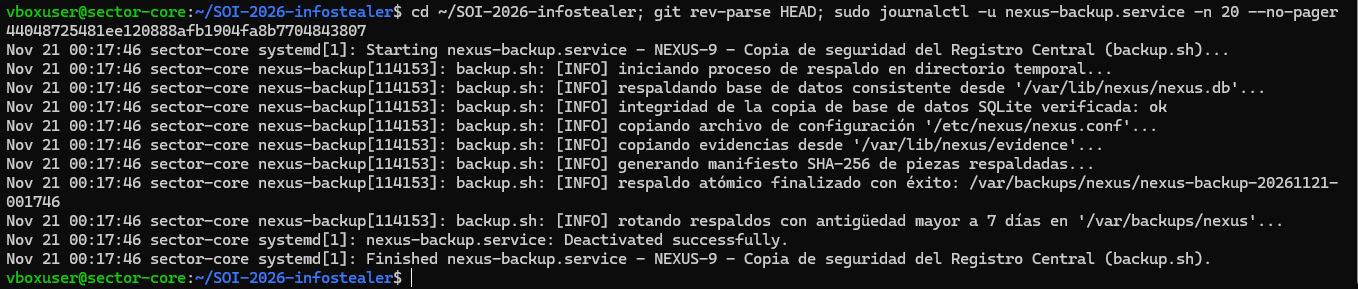 vboxuser@sector-core:~/SOI-2026-infostealer$ cd ~/SOI-2026-infostealer; git rev-parse HEAD; sudo journalctl -u nexus-backup.service -n 20 --no-pager
44048725481ee120888afb1904fa8b7704843807
Nov 21 00:17:46 sector-core systemd[1]: Starting nexus-backup.service - NEXUS-9 - Copia de seguridad del Registro Central (backup.sh)...
Nov 21 00:17:46 sector-core nexus-backup[114153]: backup.sh: [INFO] iniciando proceso de respaldo en directorio temporal...
Nov 21 00:17:46 sector-core nexus-backup[114153]: backup.sh: [INFO] respaldando base de datos consistente desde '/var/lib/nexus/nexus.db'...
Nov 21 00:17:46 sector-core nexus-backup[114153]: backup.sh: [INFO] integridad de la copia de base de datos SQLite verificada: ok
Nov 21 00:17:46 sector-core nexus-backup[114153]: backup.sh: [INFO] copiando archivo de configuración '/etc/nexus/nexus.conf'...
Nov 21 00:17:46 sector-core nexus-backup[114153]: backup.sh: [INFO] copiando evidencias desde '/var/lib/nexus/evidence'...
Nov 21 00:17:46 sector-core nexus-backup[114153]: backup.sh: [INFO] generando manifiesto SHA-256 de piezas respaldadas...
Nov 21 00:17:46 sector-core nexus-backup[114153]: backup.sh: [INFO] respaldo atómico finalizado con éxito: /var/backups/nexus/nexus-backup-20261121-
001746
Nov 21 00:17:46 sector-core nexus-backup[114153]: backup.sh: [INFO] rotando respaldos con antigüedad mayor a 7 días en '/var/backups/nexus'...
Nov 21 00:17:46 sector-core systemd[1]: nexus-backup.service: Deactivated successfully.
Nov 21 00:17:46 sector-core systemd[1]: Finished nexus-backup.service - NEXUS-9 - Copia de seguridad del Registro Central (backup.sh).
vboxuser@sector-core:~/SOI-2026-infostealer$